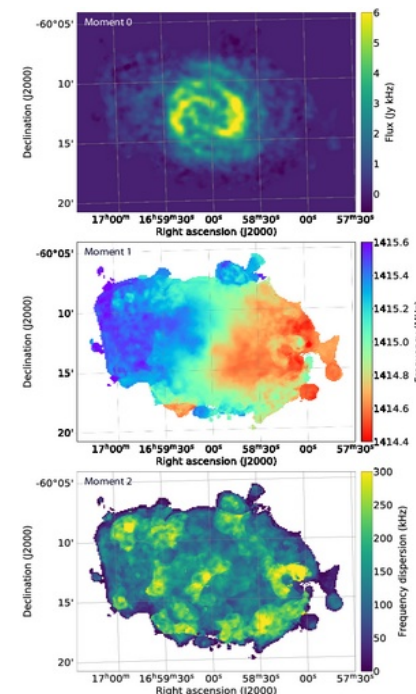 Moment 0
-60°05'
10'
15'
20'
Declination (J2000)
17ʰ00ᵐ 16ʰ59ᵐ30ˢ 00ˢ 58ᵐ30ˢ 00ˢ 57ᵐ30ˢ
Right ascension (J2000)
6
5
4
3
2
1
0
Flux (Jy kHz)
Moment 1
-60°05'
10'
15'
20'
Declination (J2000)
17ʰ00ᵐ 16ʰ59ᵐ30ˢ 00ˢ 58ᵐ30ˢ 00ˢ 57ᵐ30ˢ
Right ascension (J2000)
1415.6
1415.4
1415.2
1415.0
1414.8
1414.6
1414.4
Moment 2
-60°05'
10'
15'
20'
Declination (J2000)
17ʰ00ᵐ 16ʰ59ᵐ30ˢ 00ˢ 58ᵐ30ˢ 00ˢ 57ᵐ30ˢ
Right ascension (J2000)
300
250
200
150
100
50
0
Frequency dispersion (kHz)